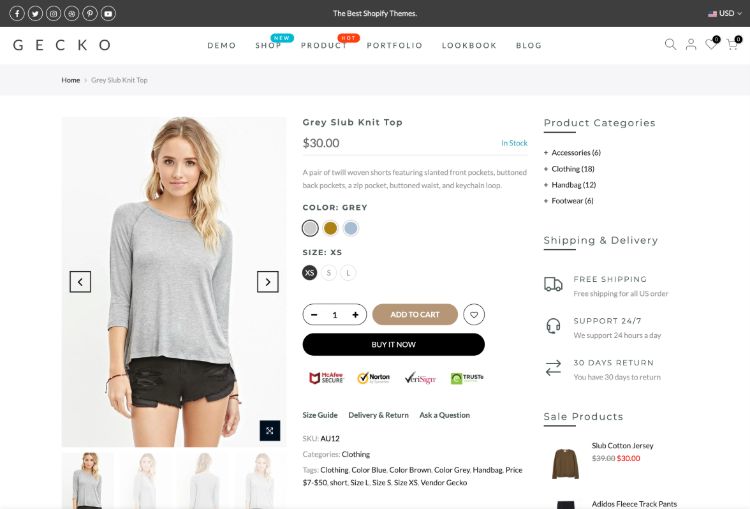 The Best Shopify Themes.
USD
GECKO
DEMO
SHOP
NEW
PRODUCT
HOT
PORTFOLIO
LOOKBOOK
BLOG
0
0
Home > Grey Slub Knit Top
Grey Slub Knit Top
$30.00
In Stock
A pair of twill woven shorts featuring slanted front pockets, buttoned
back pockets, a zip pocket, buttoned waist, and keychain loop.
COLOR: GREY
SIZE: XS
XS S L
− 1 +
ADD TO CART
BUY IT NOW
McAfee
SECURE
Norton
VeriSign
TRUSTe
Size Guide
Delivery & Return
Ask a Question
SKU: AU12
Categories: Clothing
Tags: Clothing, Color Blue, Color Brown, Color Grey, Handbag, Price
$7-$50, short, Size L, Size S, Size XS, Vendor Gecko
Product Categories
+ Accessories (6)
+ Clothing (18)
+ Handbag (12)
+ Footwear (6)
Shipping & Delivery
FREE SHIPPING
Free shipping for all US order
SUPPORT 24/7
We support 24 hours a day
30 DAYS RETURN
You have 30 days to return
Sale Products
Slub Cotton Jersey
$39.00 $30.00
Adidos Fleece Track Pants